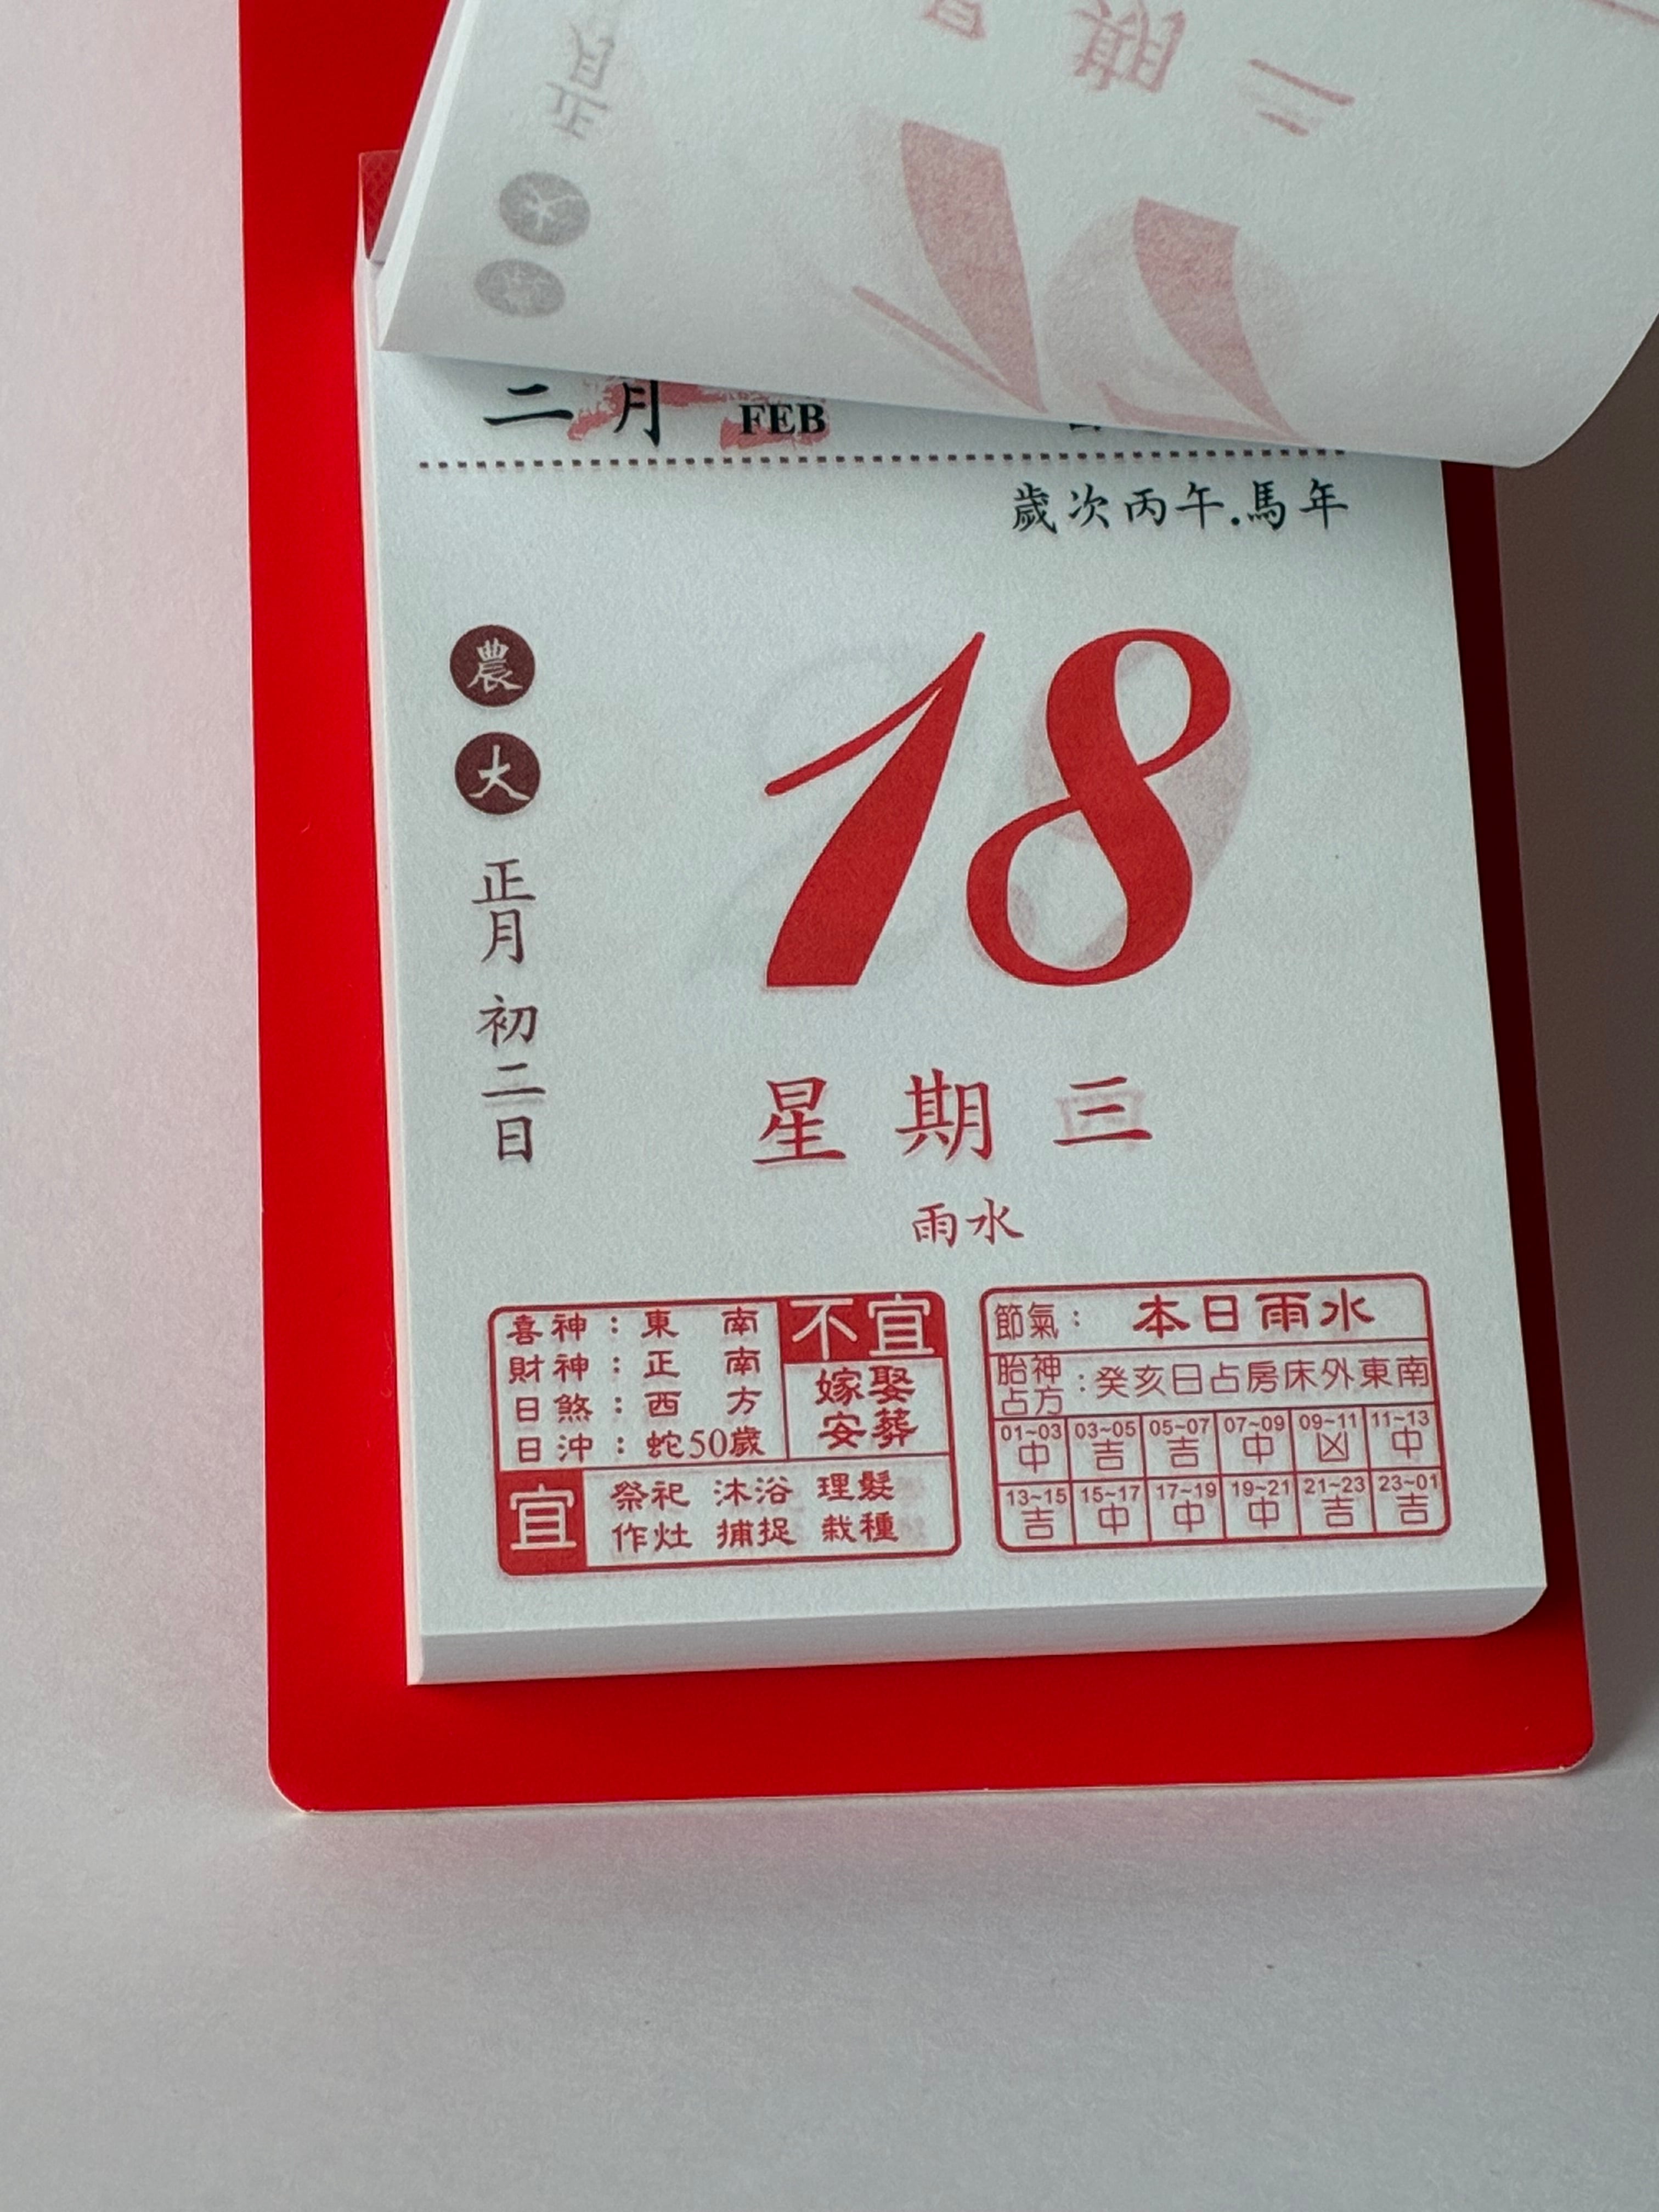 二月 FEB
歲次丙午.馬年
農
大
正月初二日
18
星期三
雨水
喜神：東南
財神：正南
日煞：西方
日沖：蛇50歲
不宜
嫁娶
安葬
宜
祭祀 沐浴 理髮
作灶 捕捉 栽種
節氣： 本日雨水
胎神占方：癸亥日占房床外東南
01~03 03~05 05~07 07~09 09~11 11~13
中 吉 吉 中 凶 中
13~15 15~17 17~19 19~21 21~23 23~01
吉 中 中 中 吉 吉